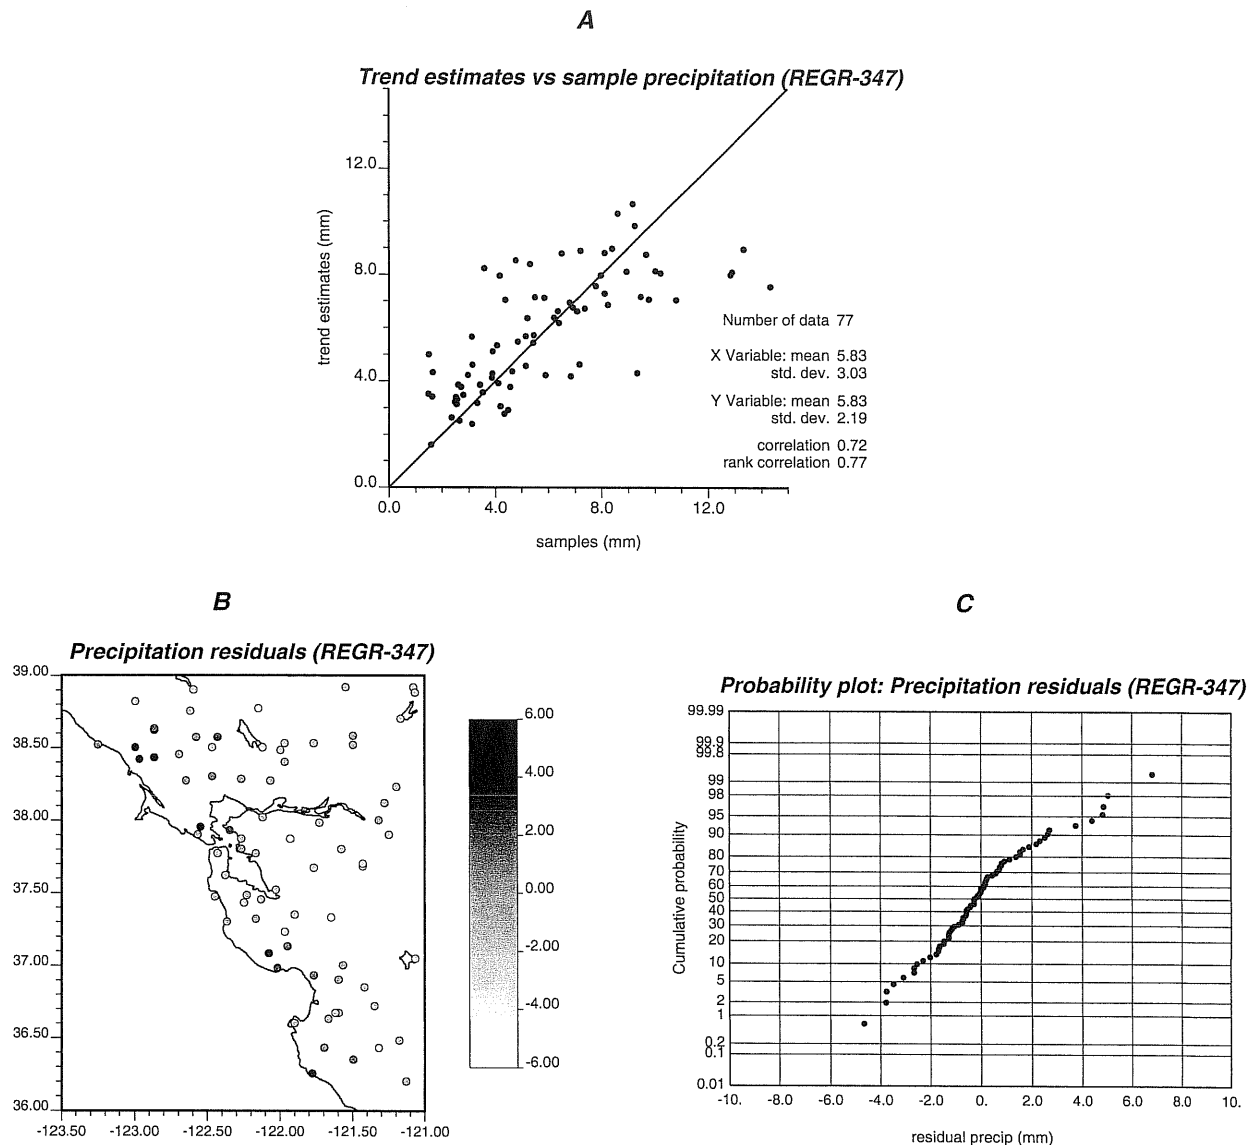 A
Trend estimates vs sample precipitation (REGR-347)
trend estimates (mm)
12.0
8.0
4.0
0.0
Number of data 77
X Variable: mean 5.83
std. dev. 3.03
Y Variable: mean 5.83
std. dev. 2.19
correlation 0.72
rank correlation 0.77
0.0 4.0 8.0 12.0
samples (mm)
B
Precipitation residuals (REGR-347)
39.00
38.50
38.00
37.50
37.00
36.50
36.00
-123.50 -123.00 -122.50 -122.00 -121.50 -121.00
6.00
4.00
2.00
0.00
-2.00
-4.00
-6.00
C
Probability plot: Precipitation residuals (REGR-347)
Cumulative probability
99.99
99.9
99.8
99
98
95
90
80
70
60
50
40
30
20
10
5
2
1
0.2
0.1
0.01
-10. -8.0 -6.0 -4.0 -2.0 0. 2.0 4.0 6.0 8.0 10.
residual precip (mm)